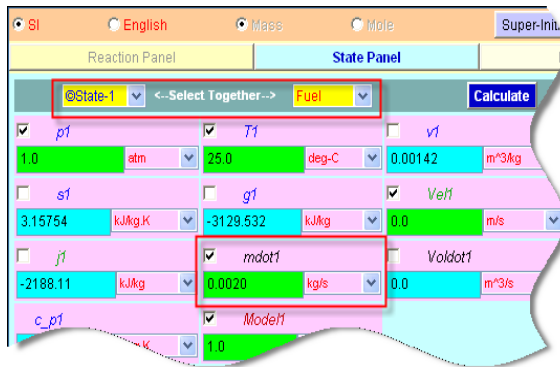 SI English Mass Mole Super-Init
Reaction Panel State Panel
©State-1 <--Select Together--> Fuel Calculate
p1 T1 v1
1.0 atm 25.0 deg-C 0.00142 m^3/kg
s1 g1 Vel1
3.15754 kJ/kg.K -3129.532 kJ/kg 0.0 m/s
j1 mdot1 Voldot1
-2188.11 kJ/kg 0.0020 kg/s 0.0 m^3/s
c_p1 Model1
1.0